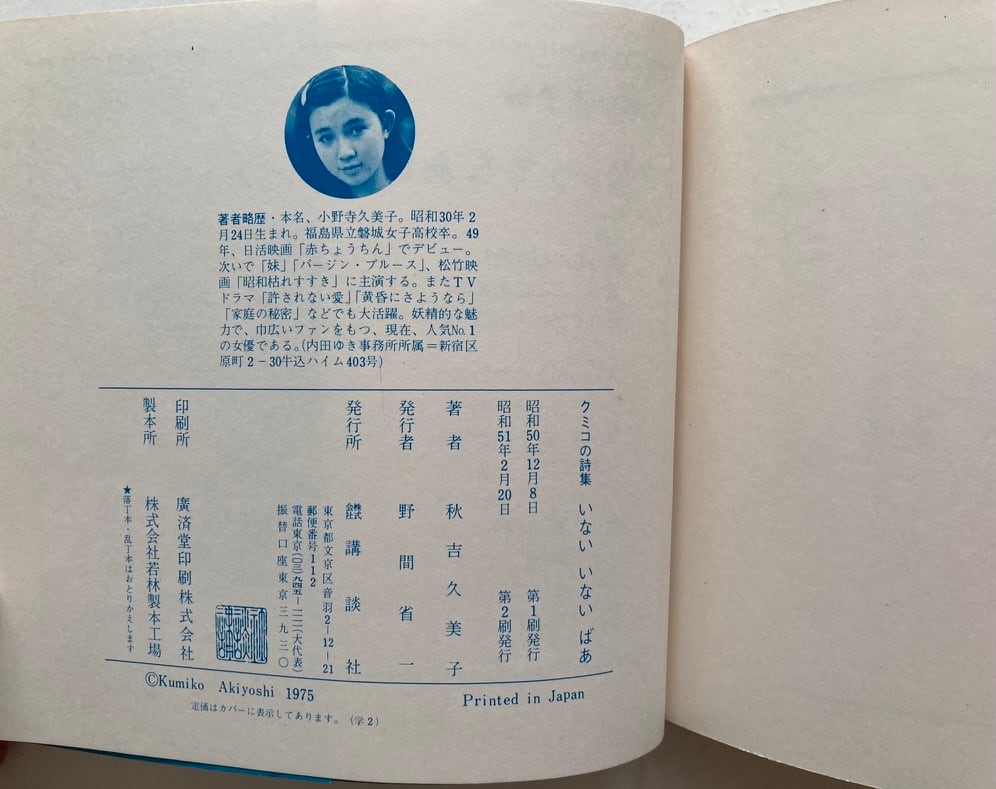 著者略歴・本名、小野寺久美子。昭和30年2
月24日生まれ。福島県立磐城女子高校卒。49
年、日活映画「赤ちょうちん」でデビュー。
次いで「妹」「バージン・ブルース」、松竹映
画「昭和枯れすすき」に主演する。またTV
ドラマ「許されない愛」「黄昏にさようなら」
「家庭の秘密」などでも大活躍。妖精的な魅
力で、巾広いファンをもつ、現在、人気No.1
の女優である。(内田ゆき事務所所属=新宿区
原町2-30牛込ハイム403号)
クミコの詩集 いない いない ばあ
昭和50年12月8日 第1刷発行
昭和51年2月20日 第2刷発行
著者 秋吉久美子
発行者 野間省一
発行所 株式会社 講談社
東京都文京区音羽2-12-21
郵便番号112
電話東京(〇三)九四五-一一一一(大代表)
振替口座東京三九三〇
印刷所 廣済堂印刷株式会社
製本所 株式会社若林製本工場
★落丁本・乱丁本はおとりかえします
©Kumiko Akiyoshi 1975
Printed in Japan
定価はカバーに表示してあります。(学2)